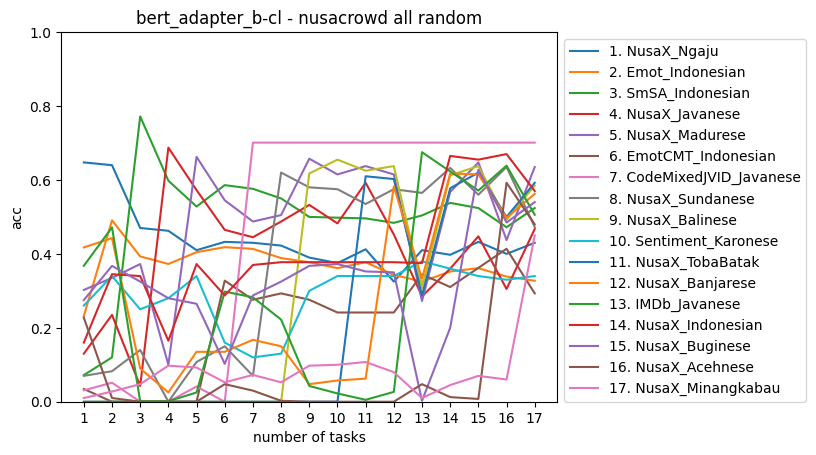 bert_adapter_b-cl - nusacrowd all random
1.0
0.8
0.6
0.4
0.2
0.0
acc
1 2 3 4 5 6 7 8 9 10 11 12 13 14 15 16 17
number of tasks
1. NusaX_Ngaju
2. Emot_Indonesian
3. SmSA_Indonesian
4. NusaX_Javanese
5. NusaX_Madurese
6. EmotCMT_Indonesian
7. CodeMixedJVID_Javanese
8. NusaX_Sundanese
9. NusaX_Balinese
10. Sentiment_Karonese
11. NusaX_TobaBatak
12. NusaX_Banjarese
13. IMDb_Javanese
14. NusaX_Indonesian
15. NusaX_Buginese
16. NusaX_Acehnese
17. NusaX_Minangkabau